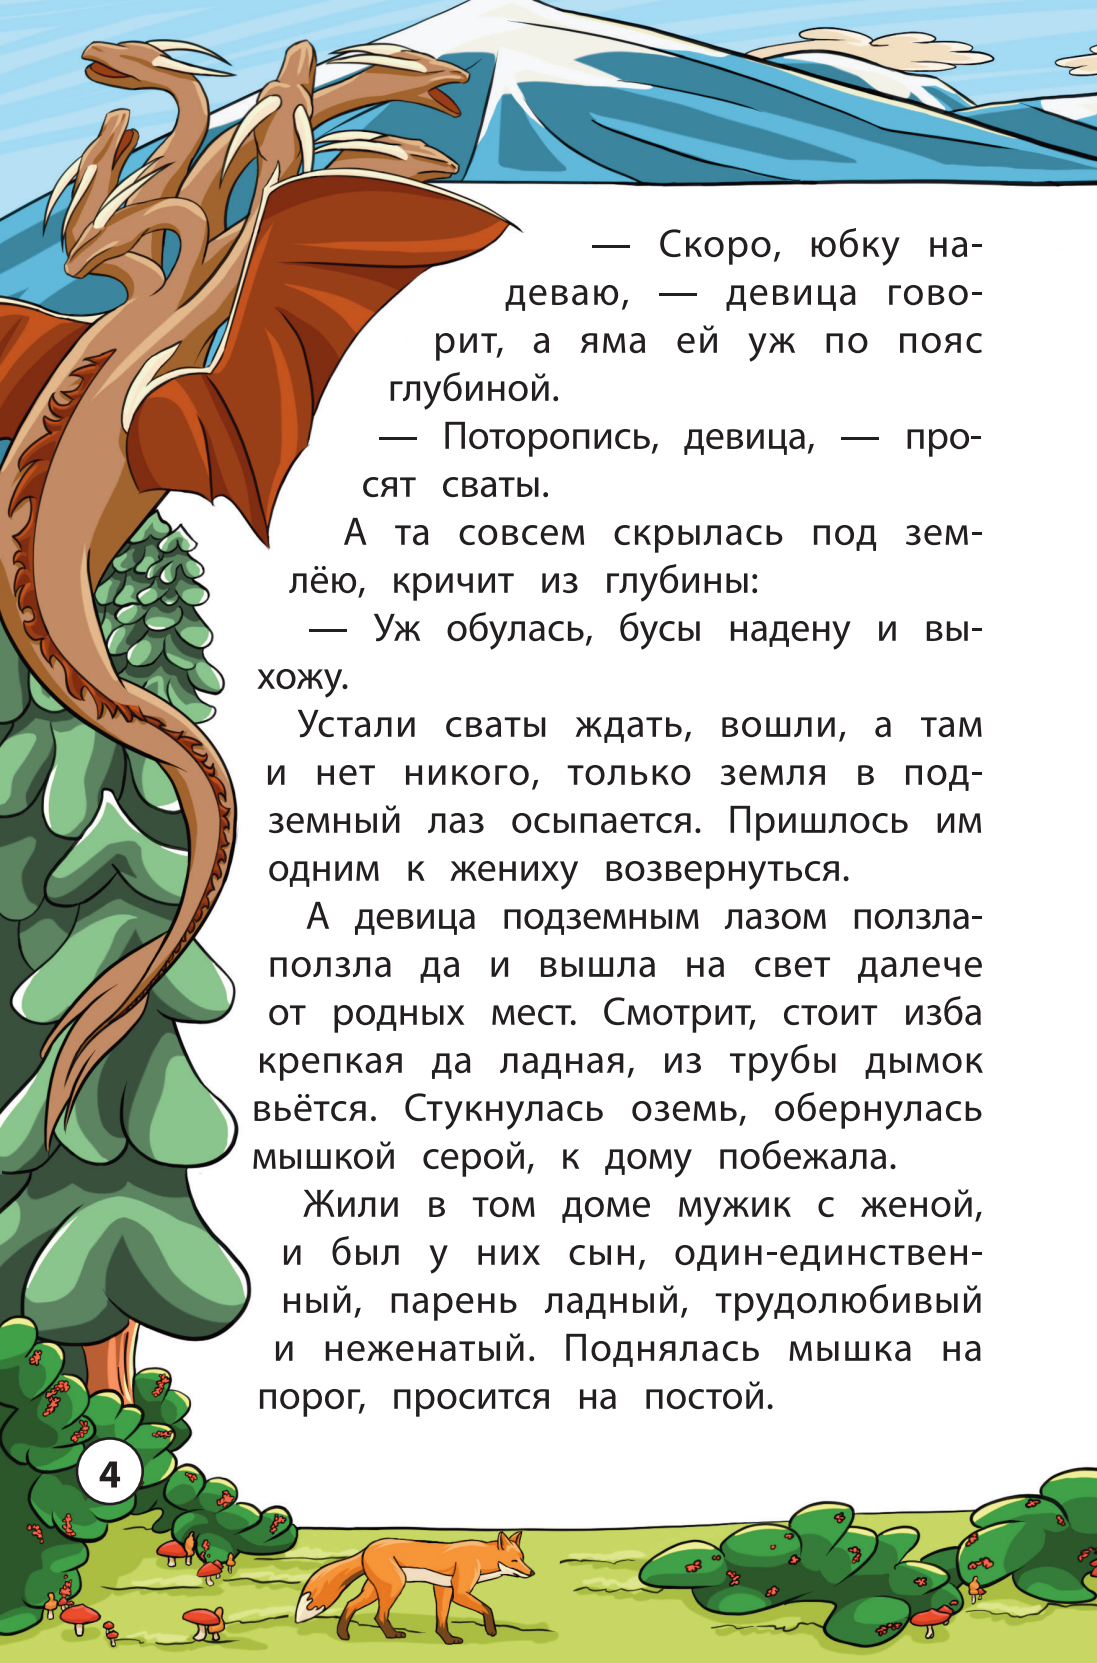 — Скоро, юбку на-
деваю, — девица гово-
рит, а яма ей уж по пояс
глубиной.
— Поторопись, девица, — про-
сят сваты.
А та совсем скрылась под зем-
лёю, кричит из глубины:
— Уж обулась, бусы надену и вы-
хожу.
Устали сваты ждать, вошли, а там
и нет никого, только земля в под-
земный лаз осыпается. Пришлось им
одним к жениху возвернуться.
А девица подземным лазом ползла-
ползла да и вышла на свет далече
от родных мест. Смотрит, стоит изба
крепкая да ладная, из трубы дымок
вьётся. Стукнулась оземь, обернулась
мышкой серой, к дому побежала.
Жили в том доме мужик с женой,
и был у них сын, один-единствен-
ный, парень ладный, трудолюбивый
и неженатый. Поднялась мышка на
порог, просится на постой.
4